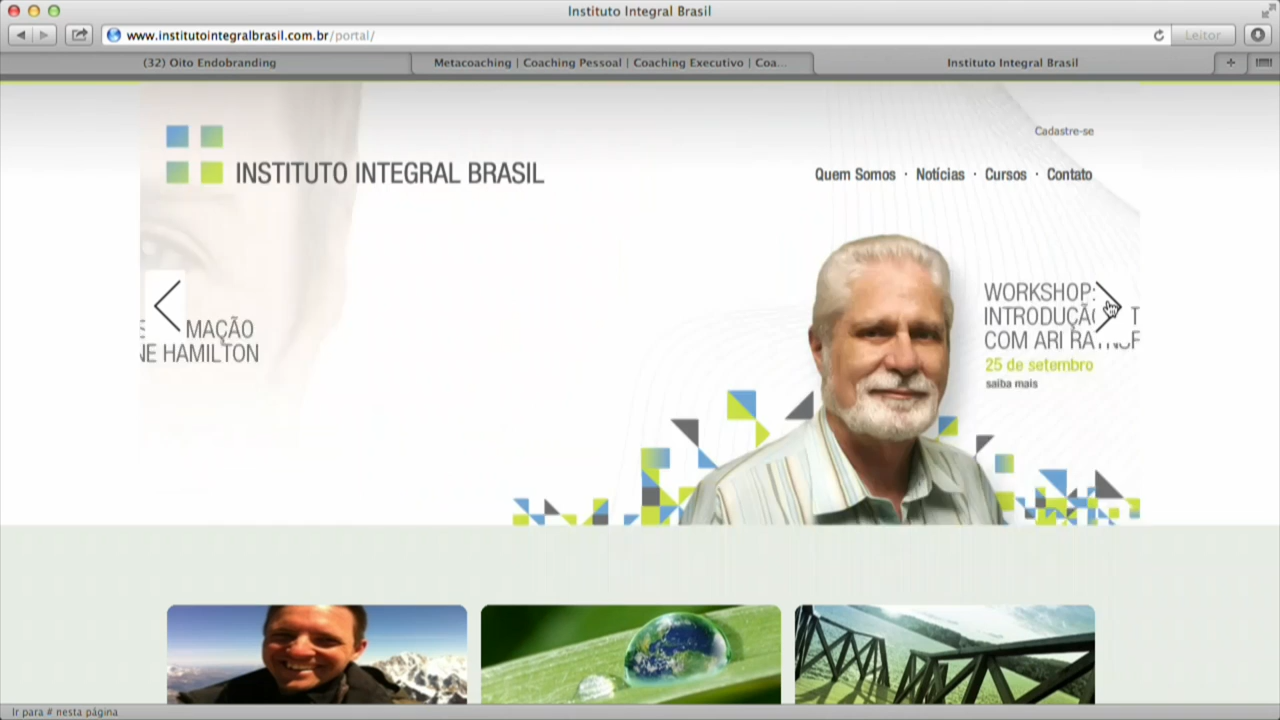 Instituto Integral Brasil
www.institutointegralbrasil.com.br/portal/
Leitor
(32) Oito Endobranding
Metacoaching | Coaching Pessoal | Coaching Executivo | Coa...
Instituto Integral Brasil
Cadastre-se
INSTITUTO INTEGRAL BRASIL
Quem Somos · Notícias · Cursos · Contato
MAÇÃO
NE HAMILTON
WORKSHOP:
INTRODUÇÃ
COM ARI
25 de setembro
saiba mais
Ir para # nesta página